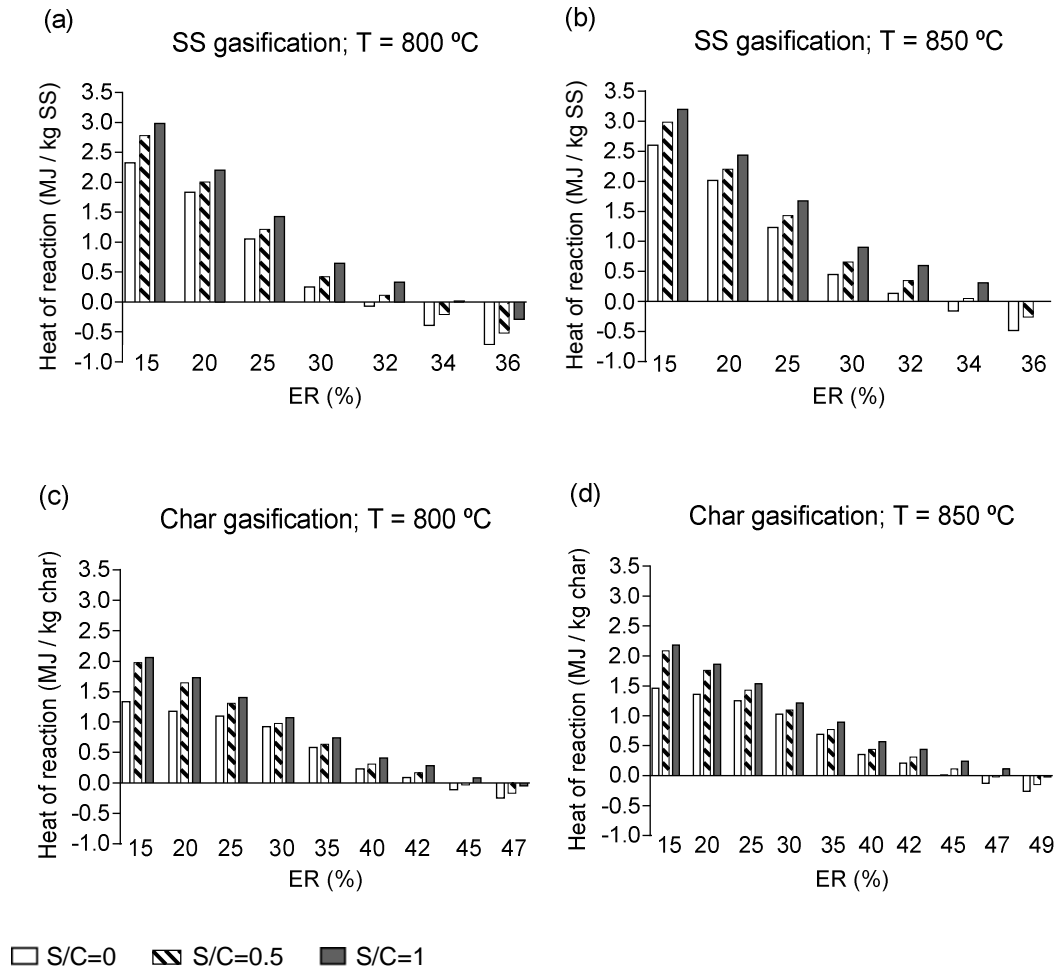 (a)
SS gasification; T = 800 ºC
Heat of reaction (MJ / kg SS)
3.5
3.0
2.5
2.0
1.5
1.0
0.5
0.0
-0.5
-1.0
15 20 25 30 32 34 36
ER (%)
(b)
SS gasification; T = 850 ºC
Heat of reaction (MJ / kg SS)
3.5
3.0
2.5
2.0
1.5
1.0
0.5
0.0
-0.5
-1.0
15 20 25 30 32 34 36
ER (%)
(c)
Char gasification; T = 800 ºC
Heat of reaction (MJ / kg char)
3.5
3.0
2.5
2.0
1.5
1.0
0.5
0.0
-0.5
-1.0
15 20 25 30 35 40 42 45 47
ER (%)
(d)
Char gasification; T = 850 ºC
Heat of reaction (MJ / kg char)
3.5
3.0
2.5
2.0
1.5
1.0
0.5
0.0
-0.5
-1.0
15 20 25 30 35 40 42 45 47 49
ER (%)
S/C=0 S/C=0.5 S/C=1